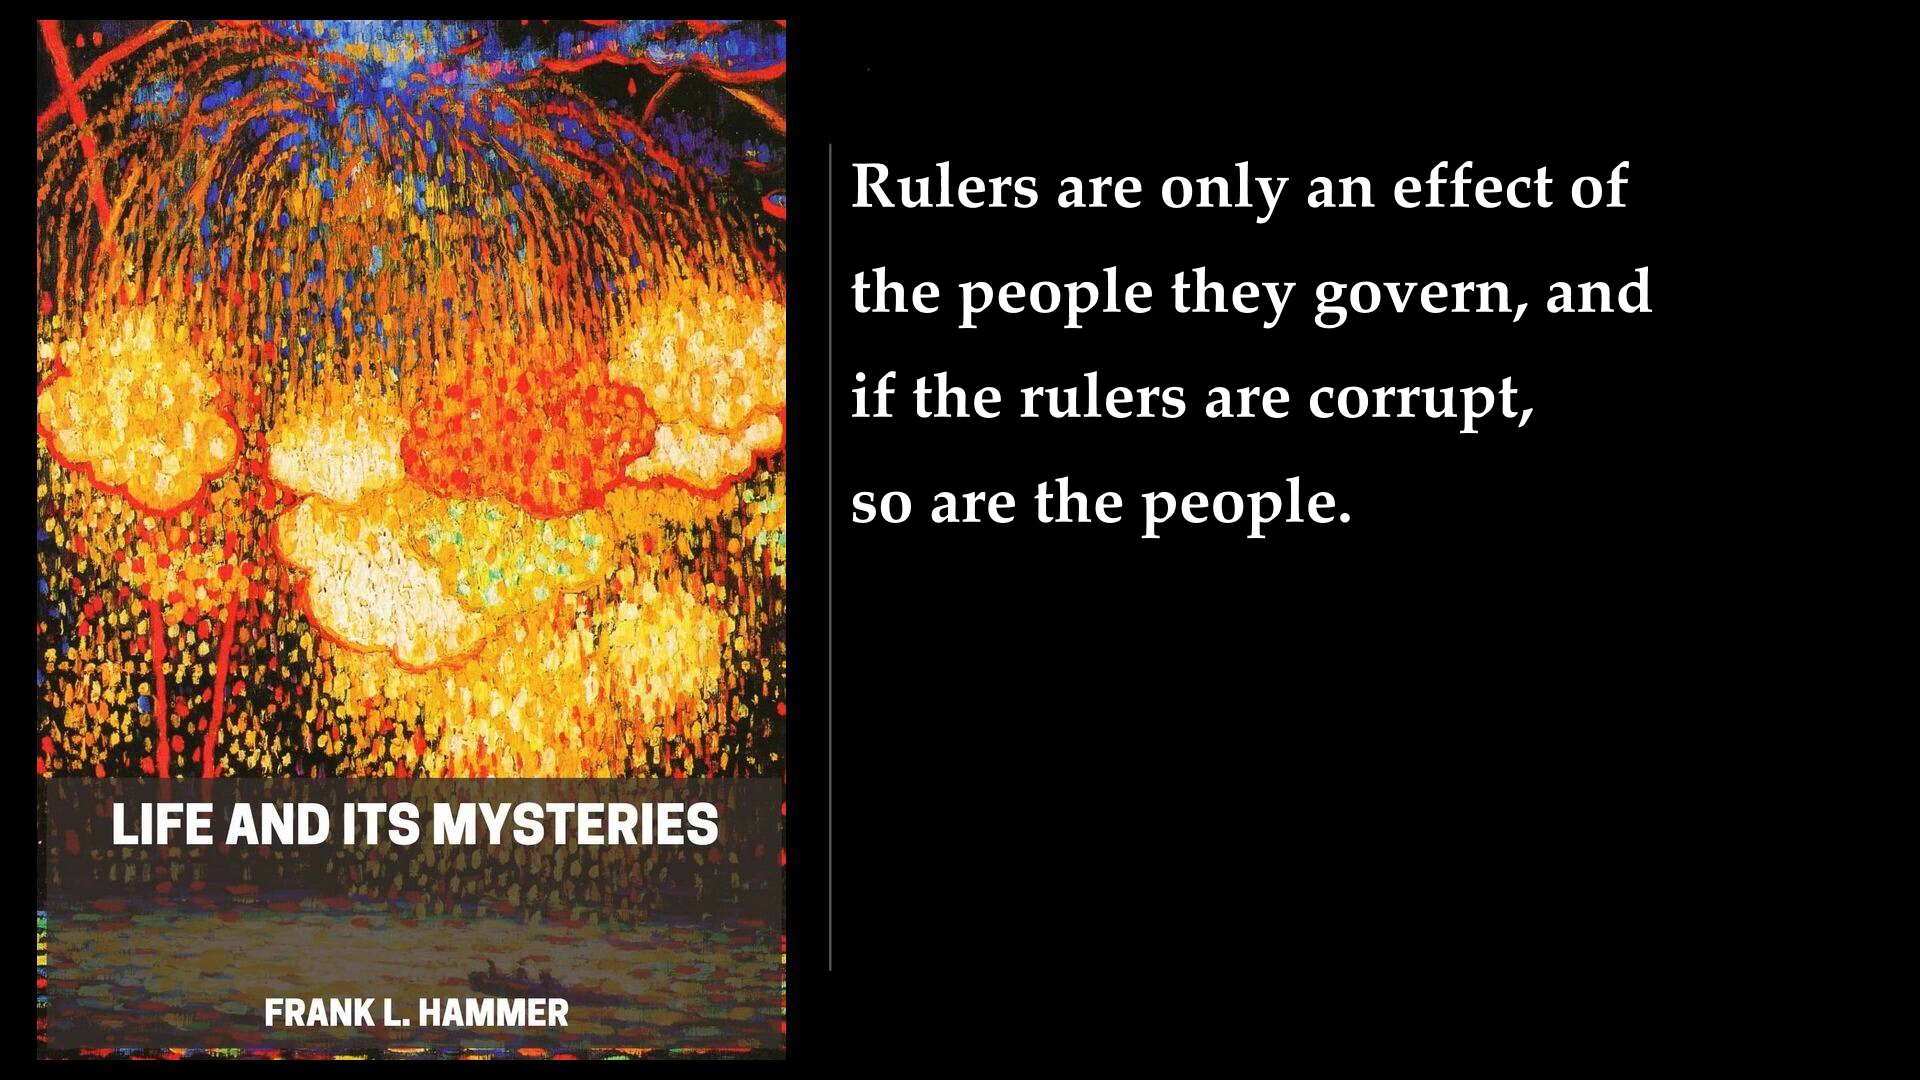 LIFE AND ITS MYSTERIES
FRANK L. HAMMER
Rulers are only an effect of
the people they govern, and
if the rulers are corrupt,
so are the people.